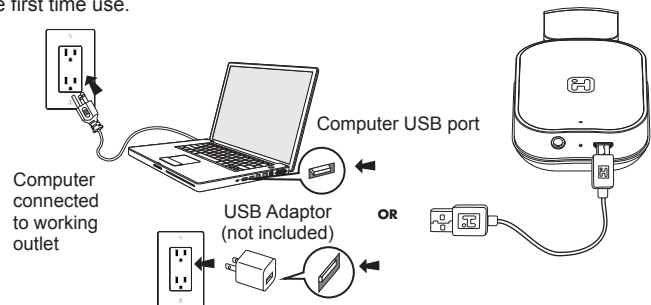 e first time use.
Computer USB port
Computer
connected
to working
outlet
USB Adaptor
(not included)
OR